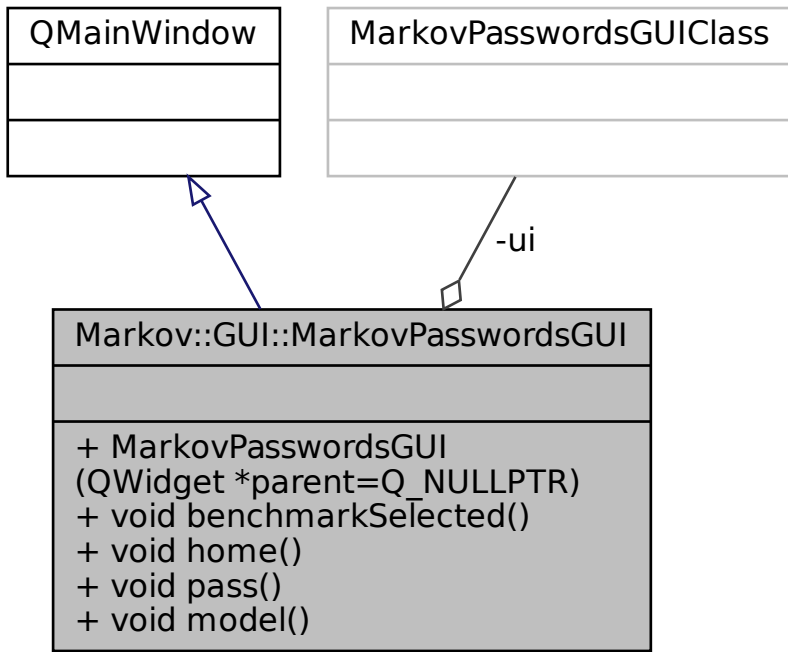 QMainWindow
MarkovPasswordsGUIClass
-ui
Markov::GUI::MarkovPasswordsGUI
+ MarkovPasswordsGUI
(QWidget *parent=Q_NULLPTR)
+ void benchmarkSelected()
+ void home()
+ void pass()
+ void model()